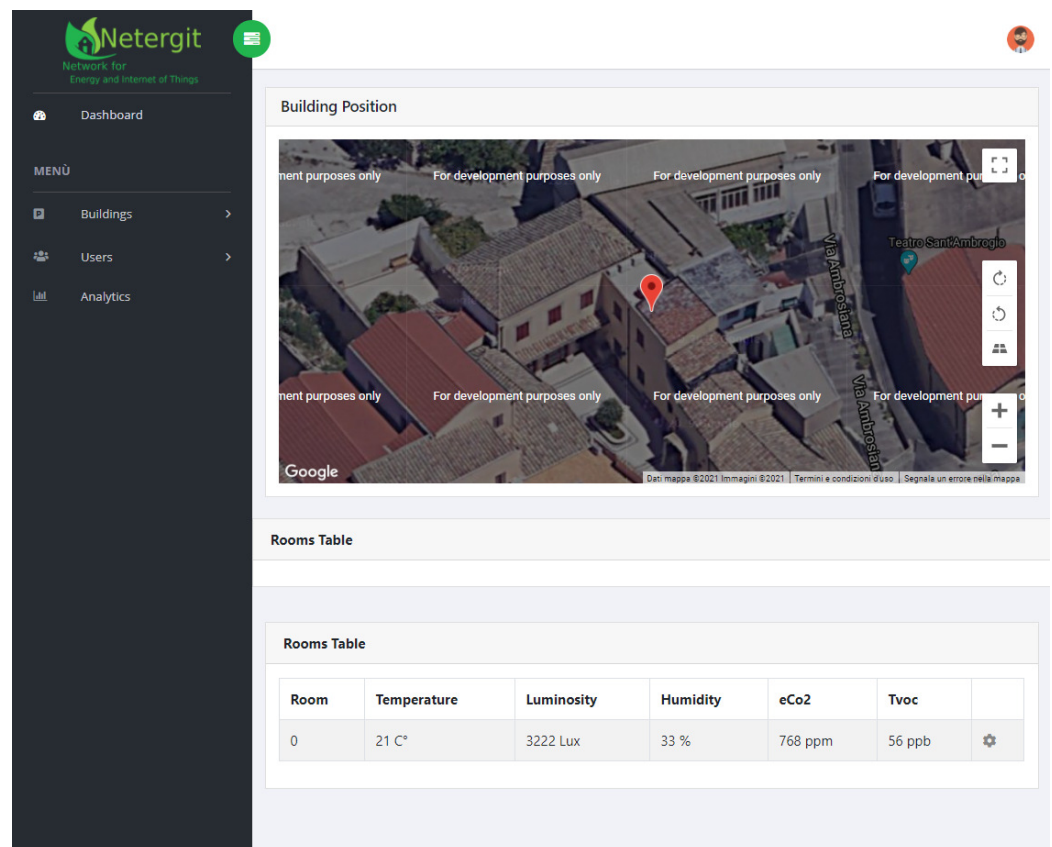 Netergit
Network for
Energy and Internet of Things
Dashboard
MENÙ
Buildings
Users
Analytics
Building Position
ment purposes only For development purposes only For development purposes only For development pur
Teatro Sant'Ambrogio
Via Ambrosiana
ment purposes only For development purposes only For development purposes only For development pur
Via Ambrosian
Google
Dati mappa ©2021 Immagini ©2021 Termini e condizioni d'uso Segnala un errore nella mappa
Rooms Table
Rooms Table
Room Temperature Luminosity Humidity eCo2 Tvoc
0 21 C° 3222 Lux 33 % 768 ppm 56 ppb